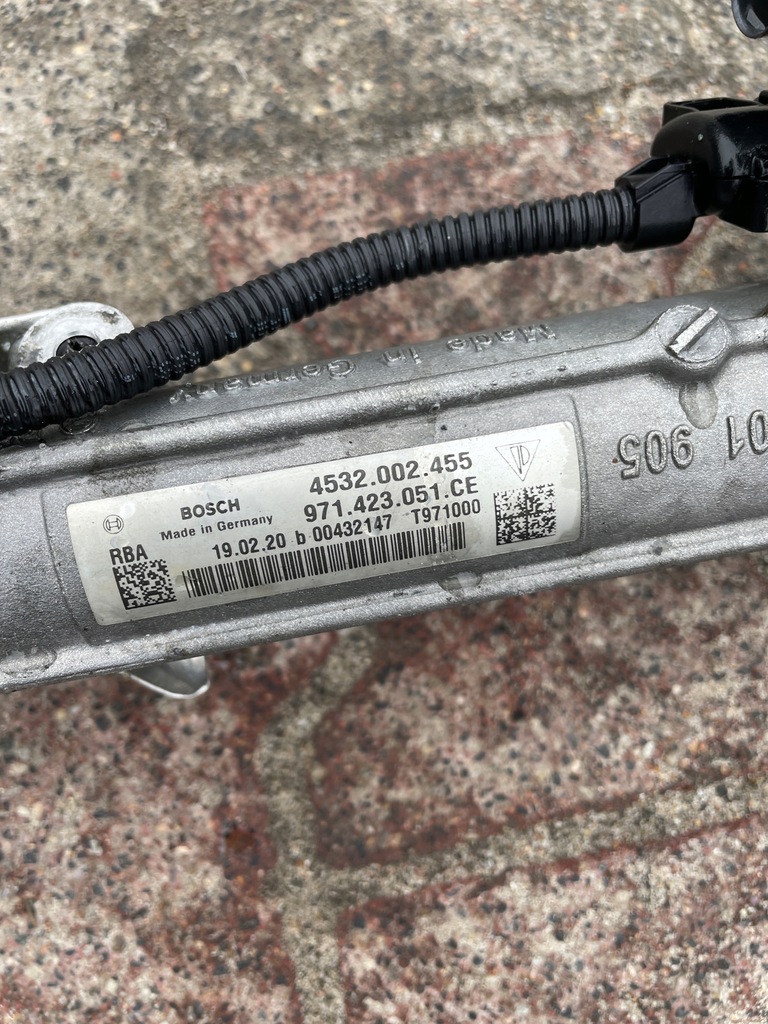 Made in Germany
01 905
4532.002.455
BOSCH
971.423.051.CE
Made in Germany
RBA
19.02.20 b 00432147 T971000